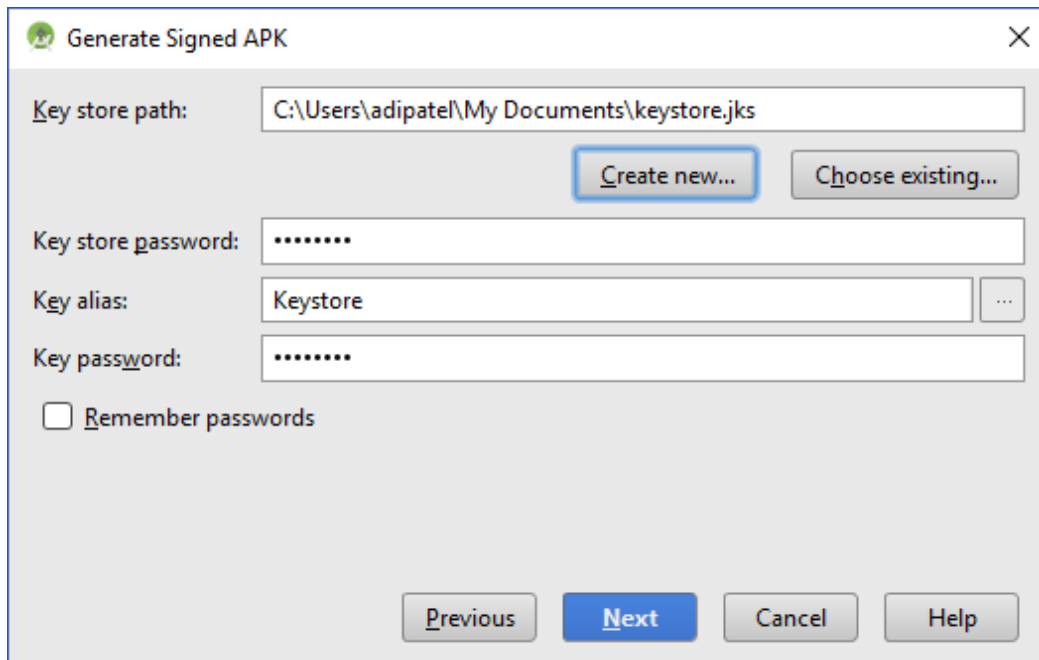 Generate Signed APK
Key store path: C:\Users\adipatel\My Documents\keystore.jks
Create new... Choose existing...
Key store password: ••••••••
Key alias: Keystore ...
Key password: ••••••••
Remember passwords
Previous Next Cancel Help